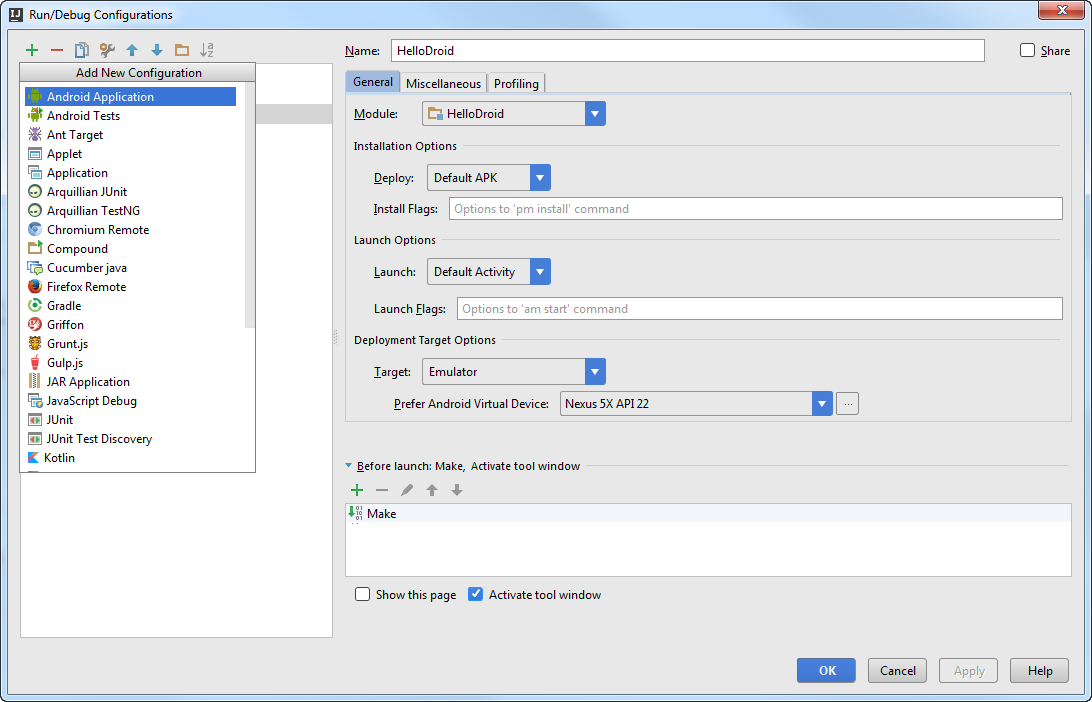 Run/Debug Configurations
Name: HelloDroid Share
Add New Configuration
Android Application
Android Tests
Ant Target
Applet
Application
Arquillian JUnit
Arquillian TestNG
Chromium Remote
Compound
Cucumber java
Firefox Remote
Gradle
Griffon
Grunt.js
Gulp.js
JAR Application
JavaScript Debug
JUnit
JUnit Test Discovery
Kotlin
General Miscellaneous Profiling
Module: HelloDroid
Installation Options
Deploy: Default APK
Install Flags: Options to 'pm install' command
Launch Options
Launch: Default Activity
Launch Flags: Options to 'am start' command
Deployment Target Options
Target: Emulator
Prefer Android Virtual Device: Nexus 5X API 22 ...
Before launch: Make, Activate tool window
Make
Show this page Activate tool window
OK Cancel Apply Help